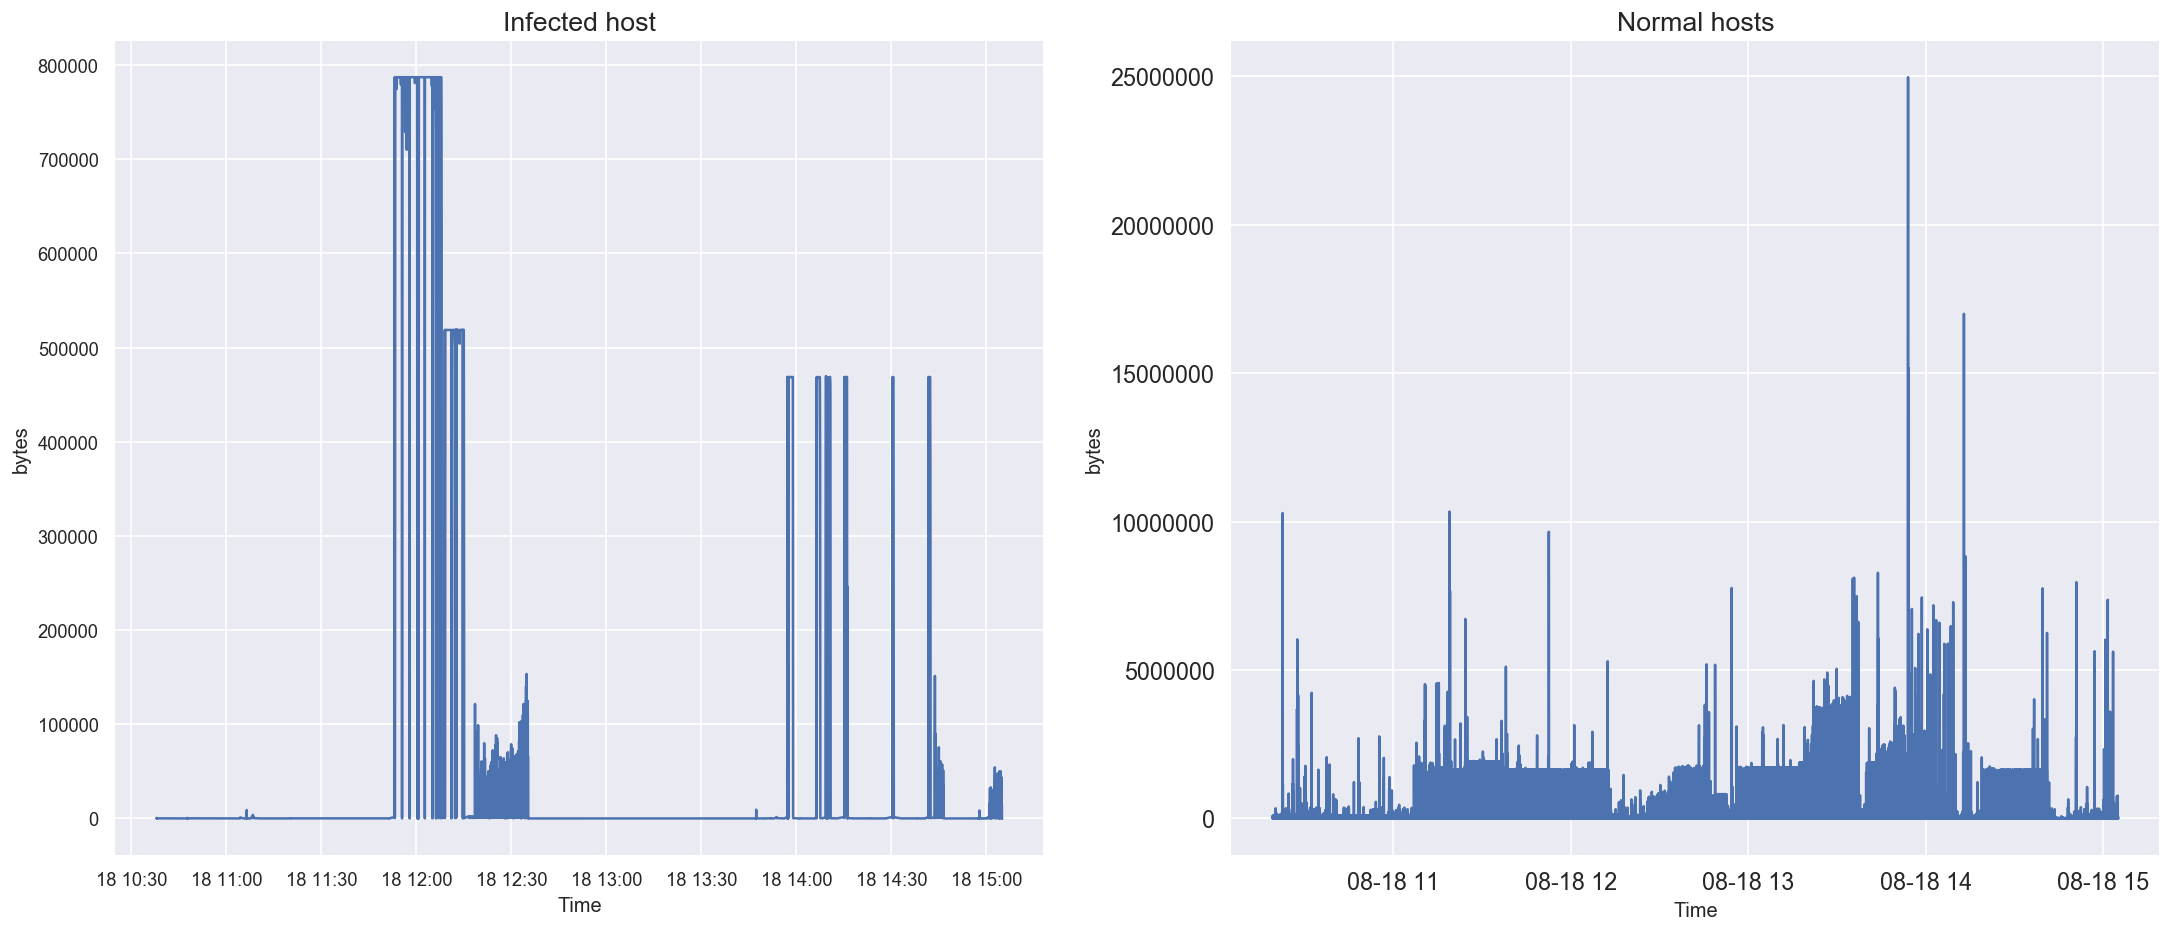 Infected host
800000
700000
600000
500000
400000
300000
200000
100000
0
bytes
18 10:30 18 11:00 18 11:30 18 12:00 18 12:30 18 13:00 18 13:30 18 14:00 18 14:30 18 15:00
Time
Normal hosts
25000000
20000000
15000000
10000000
5000000
0
bytes
08-18 11 08-18 12 08-18 13 08-18 14 08-18 15
Time